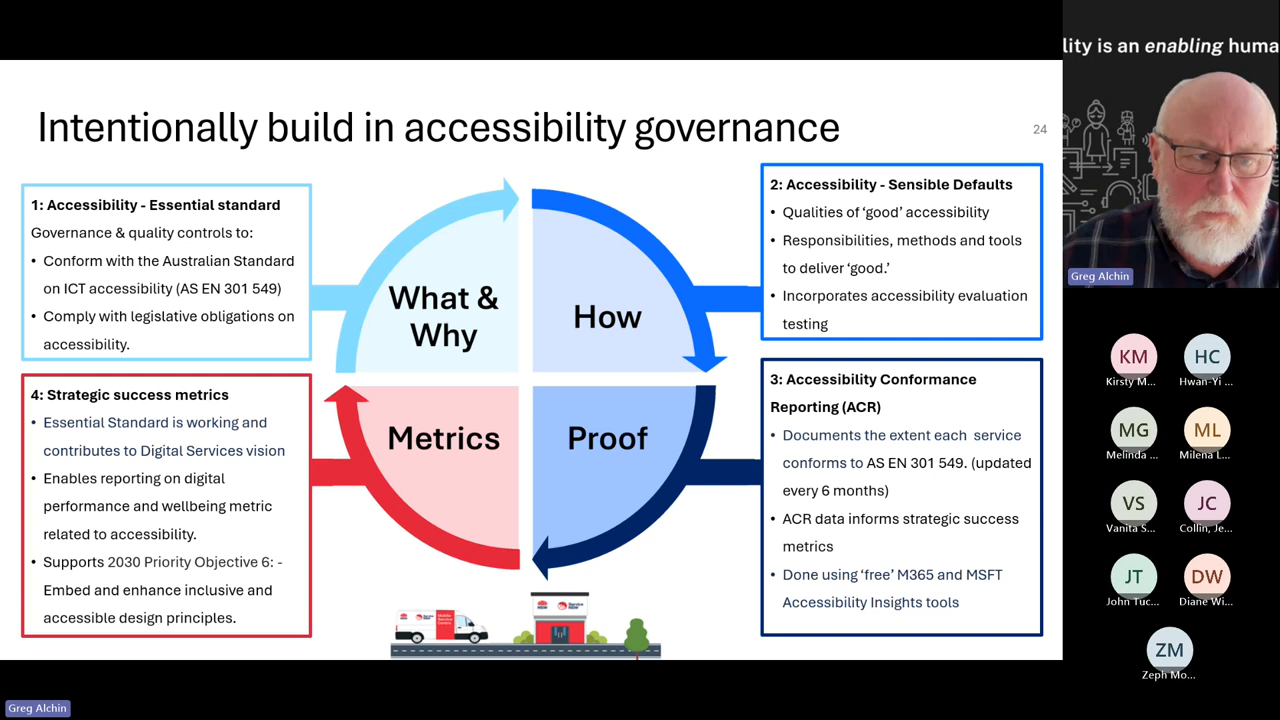 lity is an enabling huma
Intentionally build in accessibility governance
24
1: Accessibility - Essential standard
Governance & quality controls to:
• Conform with the Australian Standard
on ICT accessibility (AS EN 301 549)
• Comply with legislative obligations on
accessibility.
What &
Why
How
2: Accessibility - Sensible Defaults
• Qualities of ‘good’ accessibility
• Responsibilities, methods and tools
to deliver ‘good.’
• Incorporates accessibility evaluation
testing
4: Strategic success metrics
• Essential Standard is working and
contributes to Digital Services vision
• Enables reporting on digital
performance and wellbeing metric
related to accessibility.
• Supports 2030 Priority Objective 6: -
Embed and enhance inclusive and
accessible design principles.
Metrics
Proof
3: Accessibility Conformance
Reporting (ACR)
• Documents the extent each  service
conforms to AS EN 301 549. (updated
every 6 months)
• ACR data informs strategic success
metrics
• Done using ‘free’ M365 and MSFT
Accessibility Insights tools
Greg Alchin
KM
Kirsty M...
HC
Hwan-Yi ...
MG
Melinda ...
ML
Milena L...
VS
Vanita S...
JC
Collin, Je...
JT
John Tuc...
DW
Diane Wi...
ZM
Zeph Mo...
Greg Alchin